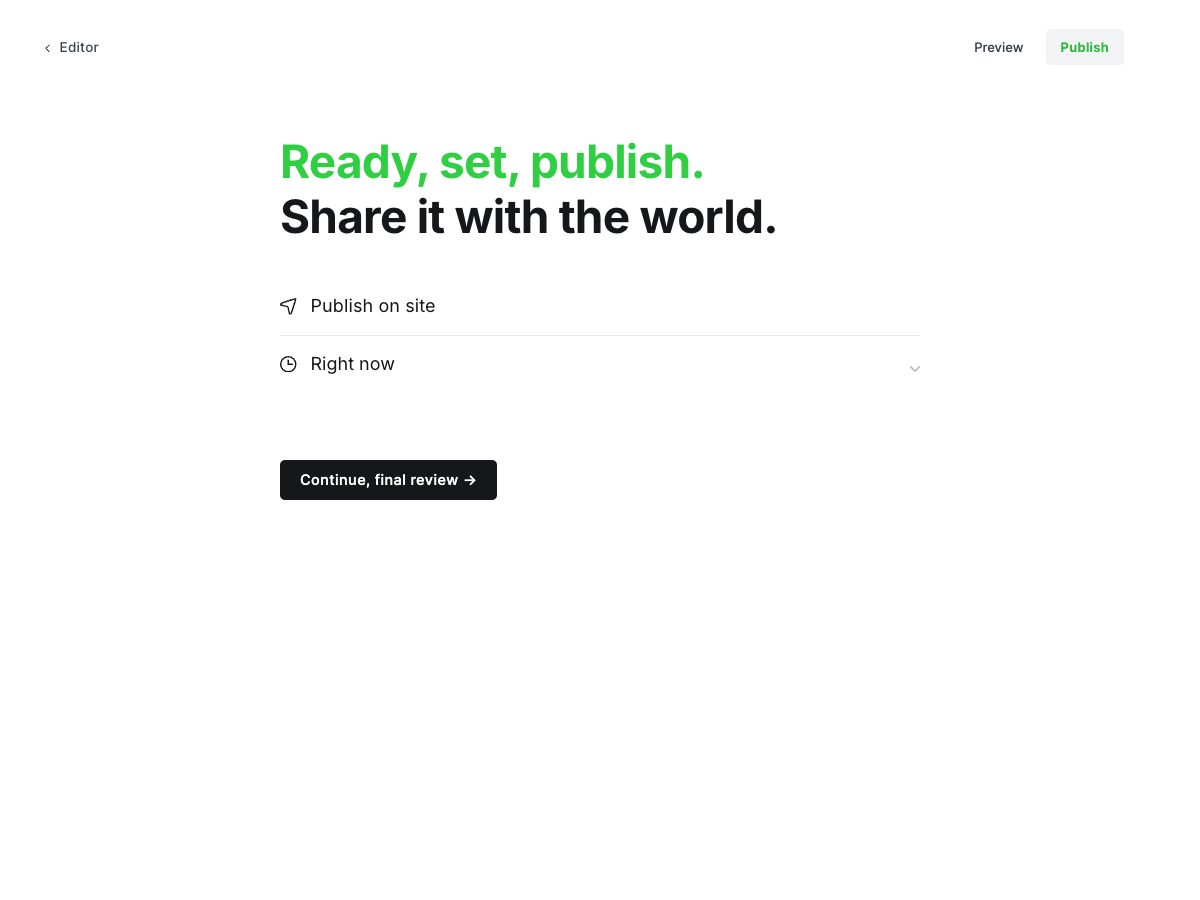 Editor
Preview
Publish
Ready, set, publish.
Share it with the world.
Publish on site
Right now
Continue, final review →